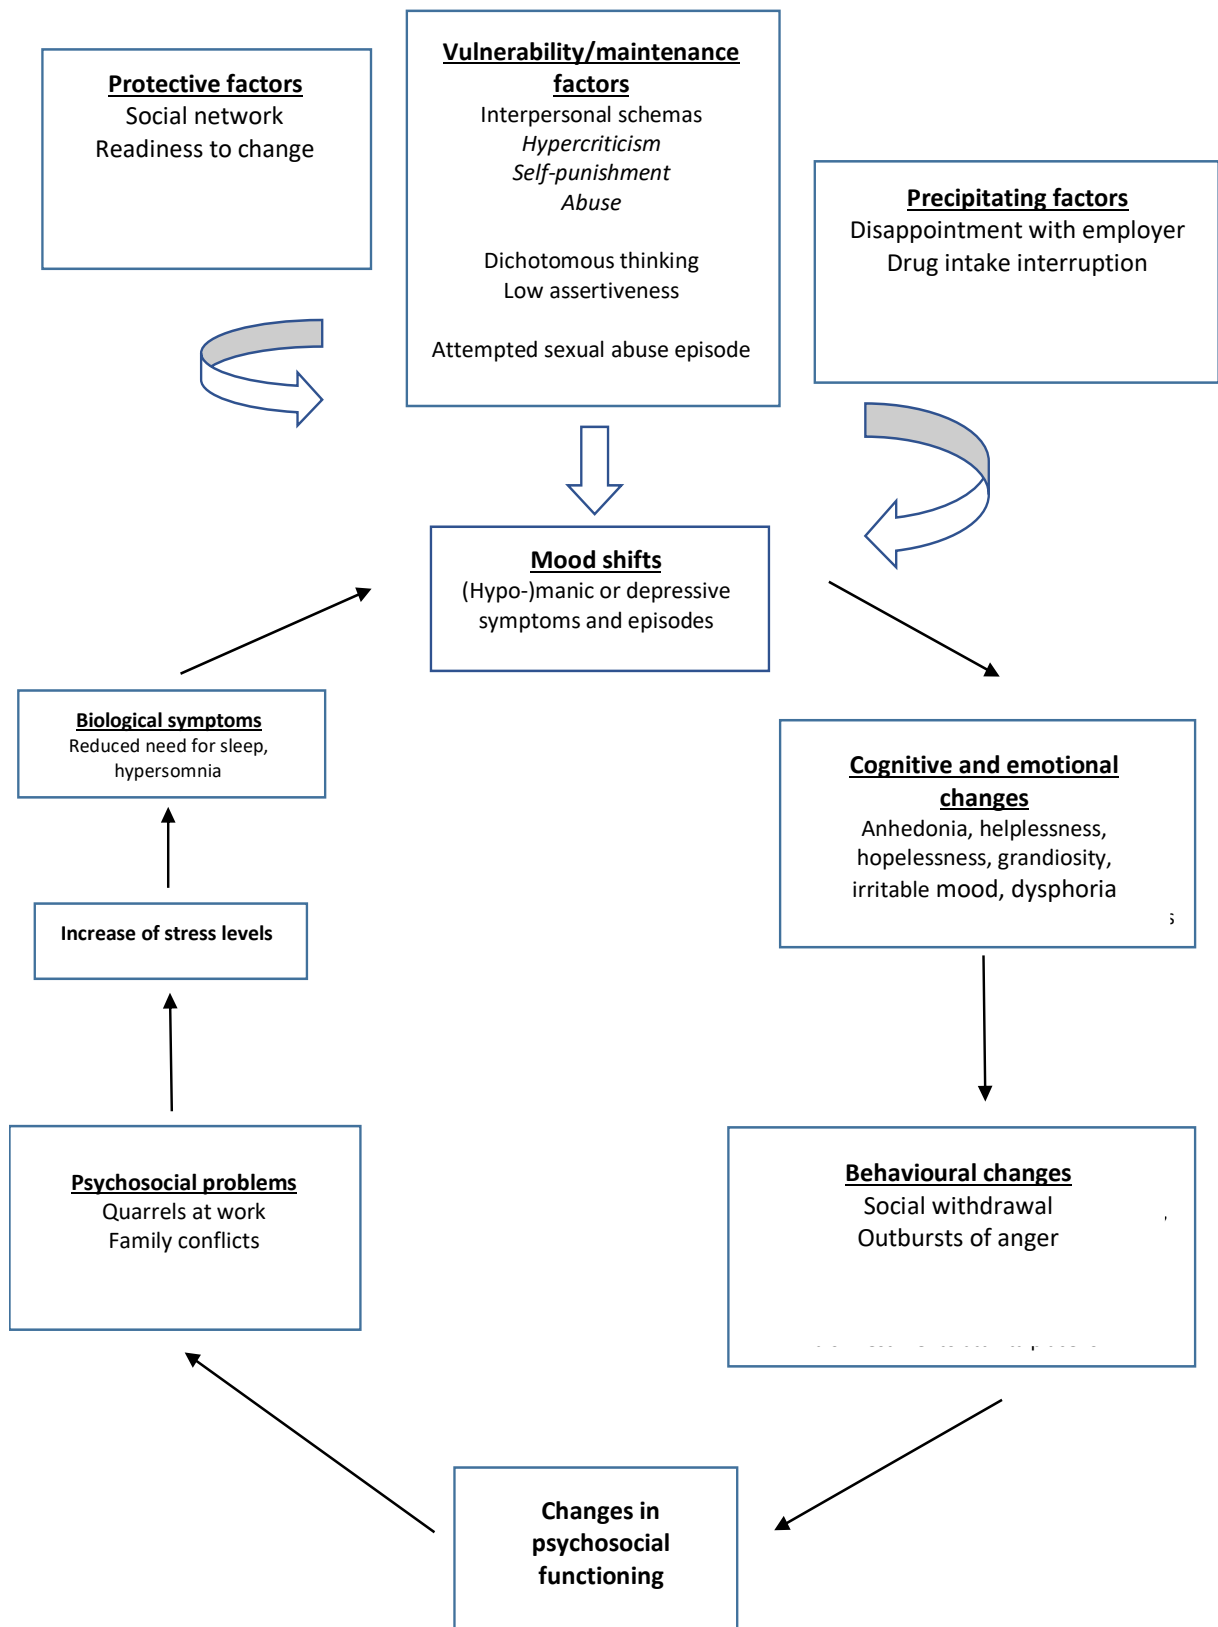 Protective factors
Social network
Readiness to change
Vulnerability/maintenance
factors
Interpersonal schemas
Hypercriticism
Self-punishment
Abuse
Dichotomous thinking
Low assertiveness
Attempted sexual abuse episode
Precipitating factors
Disappointment with employer
Drug intake interruption
Mood shifts
(Hypo-)manic or depressive
symptoms and episodes
Biological symptoms
Reduced need for sleep,
hypersomnia
Cognitive and emotional
changes
Anhedonia, helplessness,
hopelessness, grandiosity,
irritable mood, dysphoria
Increase of stress levels
Psychosocial problems
Quarrels at work
Family conflicts
Behavioural changes
Social withdrawal
Outbursts of anger
Changes in
psychosocial
functioning